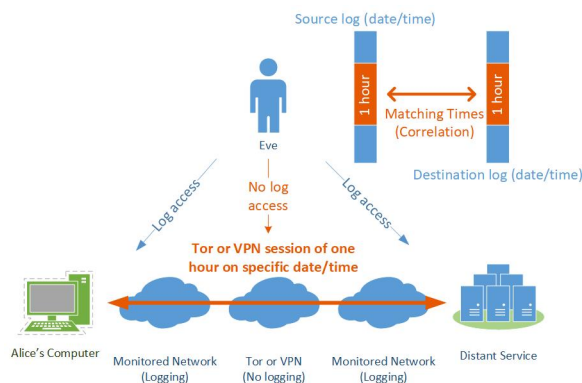 Source log (date/time)
1 hour
1 hour
Matching Times
(Correlation)
Destination log (date/time)
Eve
Log access
No log
access
Log access
Tor or VPN session of one
hour on specific date/time
Alice's Computer
Monitored Network
(Logging)
Tor or VPN
(No logging)
Monitored Network
(Logging)
Distant Service